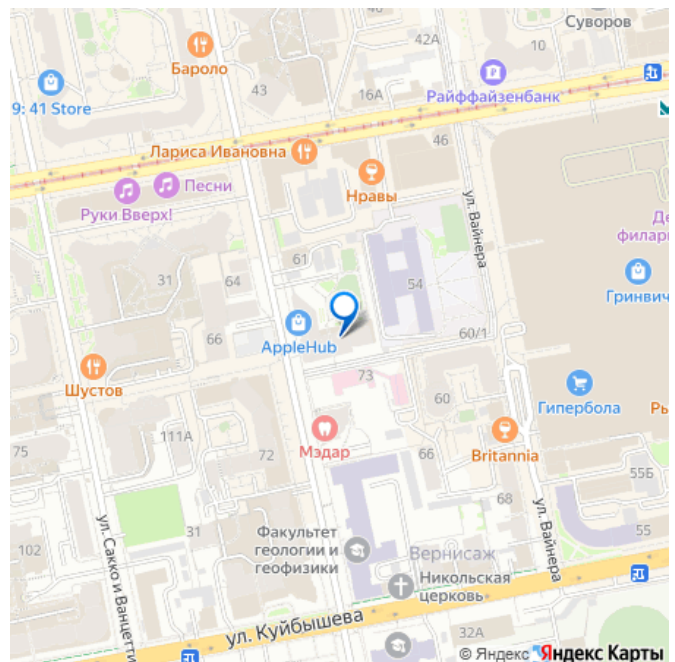 Суворов
42А
10
Бароло
43
16А
Райффайзенбанк
9: 41 Store
Лариса Ивановна
46
Песни
Нравы
Руки Вверх!
ул. Вайнера
Де
филарм
61
31
64
54
Гринвич
66
AppleHub
60/1
Шустов
73
60
Гипербола
Ры
111А
Мэдар
Britannia
75
72
66
55Б
68
ул. Сакко и Ванцетти
31
ул. Вайнера
55
102
Факультет
геологии и
геофизики
Вернисаж
Никольская
церковь
ул. Куйбышева
32А
© Яндекс Яндекс Карты